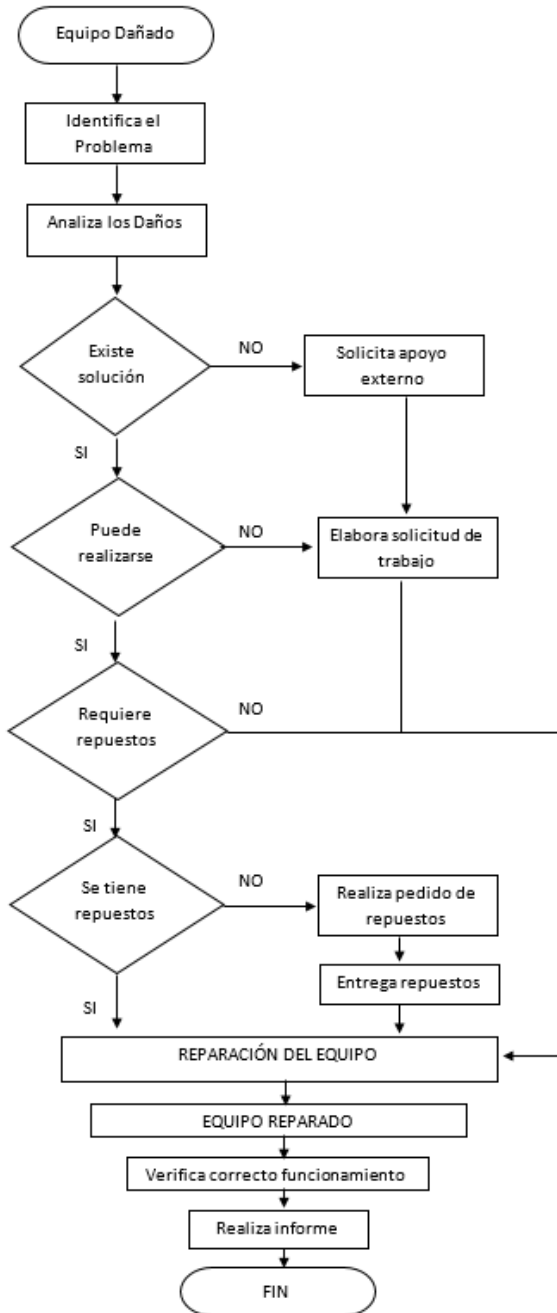 Equipo Dañado
Identifica el
Problema
Analiza los Daños
Existe
solución
NO
Solicita apoyo
externo
SI
Puede
realizarse
NO
Elabora solicitud de
trabajo
SI
Requiere
repuestos
NO
SI
Se tiene
repuestos
NO
Realiza pedido de
repuestos
Entrega repuestos
SI
REPARACIÓN DEL EQUIPO
EQUIPO REPARADO
Verifica correcto funcionamiento
Realiza informe
FIN